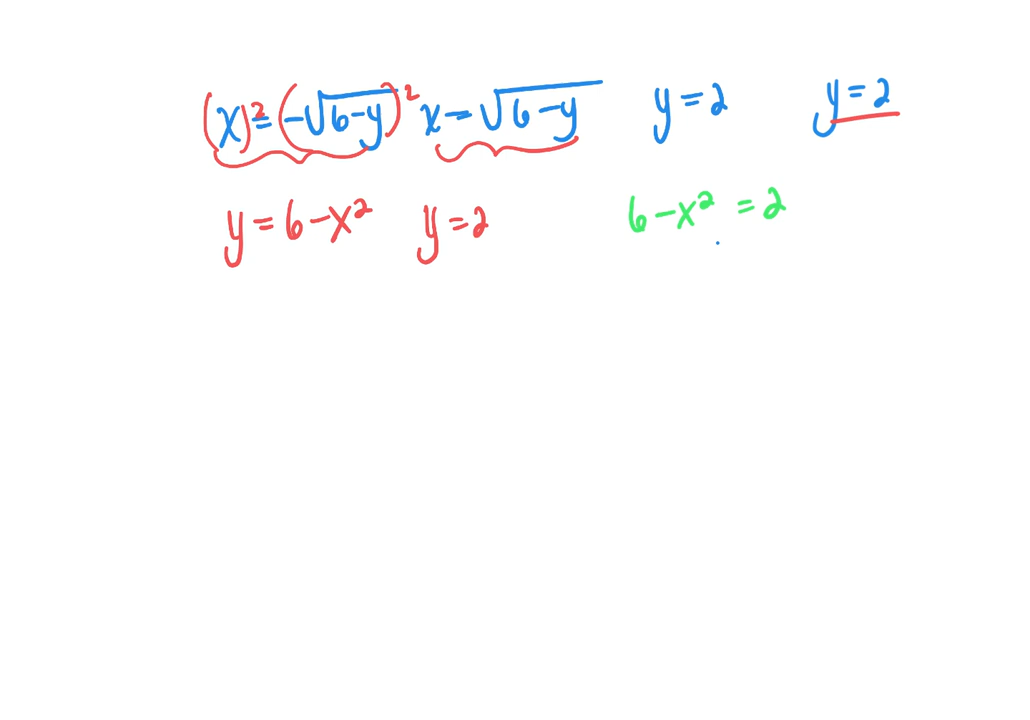 (x)² = (-√(6-y))² x = √(6-y) y = 2 y = 2
y = 6 - x² y = 2 6 - x² = 2